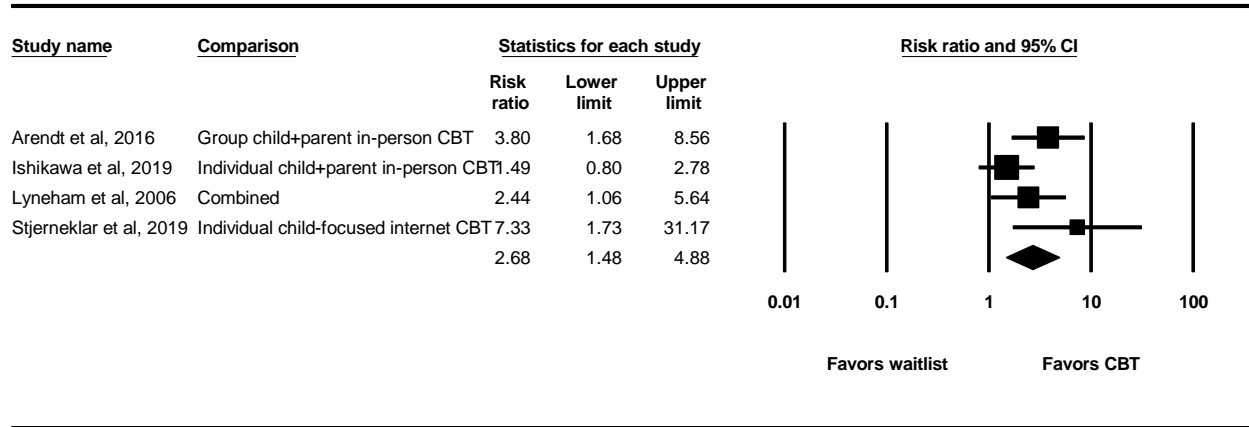 Study name Comparison Statistics for each study Risk ratio and 95% CI
Risk ratio Lower limit Upper limit
Arendt et al, 2016 Group child+parent in-person CBT 3.80 1.68 8.56
Ishikawa et al, 2019 Individual child+parent in-person CBT 1.49 0.80 2.78
Lyneham et al, 2006 Combined 2.44 1.06 5.64
Stjerneklar et al, 2019 Individual child-focused internet CBT 7.33 1.73 31.17
2.68 1.48 4.88
0.01 0.1 1 10 100
Favors waitlist Favors CBT